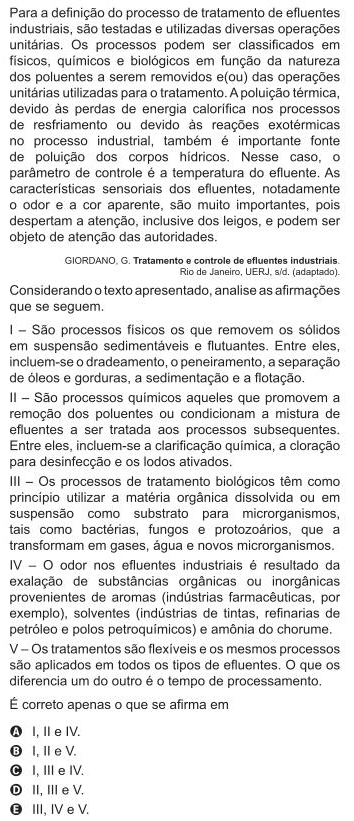 Para a definição do processo de tratamento de efluentes
industriais, são testadas e utilizadas diversas operações
unitárias. Os processos podem ser classificados em
físicos, químicos e biológicos em função da natureza
dos poluentes a serem removidos e(ou) das operações
unitárias utilizadas para o tratamento. A poluição térmica,
devido às perdas de energia calorífica nos processos
de resfriamento ou devido às reações exotérmicas
no processo industrial, também é importante fonte
de poluição dos corpos hídricos. Nesse caso, o
parâmetro de controle é a temperatura do efluente. As
características sensoriais dos efluentes, notadamente
o odor e a cor aparente, são muito importantes, pois
despertam a atenção, inclusive dos leigos, e podem ser
objeto de atenção das autoridades.
GIORDANO, G. Tratamento e controle de efluentes industriais.
Rio de Janeiro, UERJ, s/d. (adaptado).
Considerando o texto apresentado, analise as afirmações
que se seguem.
I – São processos físicos os que removem os sólidos
em suspensão sedimentáveis e flutuantes. Entre eles,
incluem-se o dradeamento, o peneiramento, a separação
de óleos e gorduras, a sedimentação e a flotação.
II – São processos químicos aqueles que promovem a
remoção dos poluentes ou condicionam a mistura de
efluentes a ser tratada aos processos subsequentes.
Entre eles, incluem-se a clarificação química, a cloração
para desinfecção e os lodos ativados.
III – Os processos de tratamento biológicos têm como
princípio utilizar a matéria orgânica dissolvida ou em
suspensão como substrato para microrganismos,
tais como bactérias, fungos e protozoários, que a
transformam em gases, água e novos microrganismos.
IV – O odor nos efluentes industriais é resultado da
exalação de substâncias orgânicas ou inorgânicas
provenientes de aromas (indústrias farmacêuticas, por
exemplo), solventes (indústrias de tintas, refinarias de
petróleo e polos petroquímicos) e amônia do chorume.
V – Os tratamentos são flexíveis e os mesmos processos
são aplicados em todos os tipos de efluentes. O que os
diferencia um do outro é o tempo de processamento.
É correto apenas o que se afirma em
A I, II e IV.
B I, II e V.
C I, III e IV.
D II, III e V.
E III, IV e V.